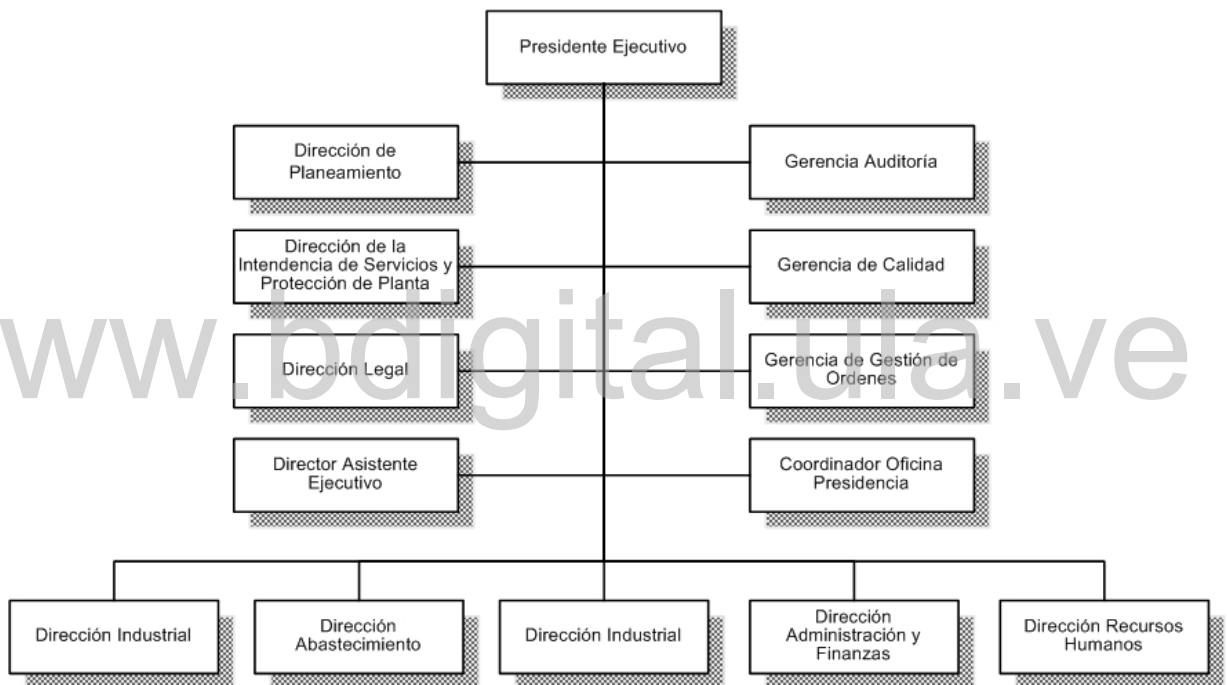 Presidente Ejecutivo
Dirección de
Planeamiento
Gerencia Auditoría
Dirección de la
Intendencia de Servicios y
Protección de Planta
Gerencia de Calidad
www.bdigital.ula.ve
Dirección Legal
Gerencia de Gestión de
Ordenes
Director Asistente
Ejecutivo
Coordinador Oficina
Presidencia
Dirección Industrial
Dirección
Abastecimiento
Dirección Industrial
Dirección
Administración y
Finanzas
Dirección Recursos
Humanos